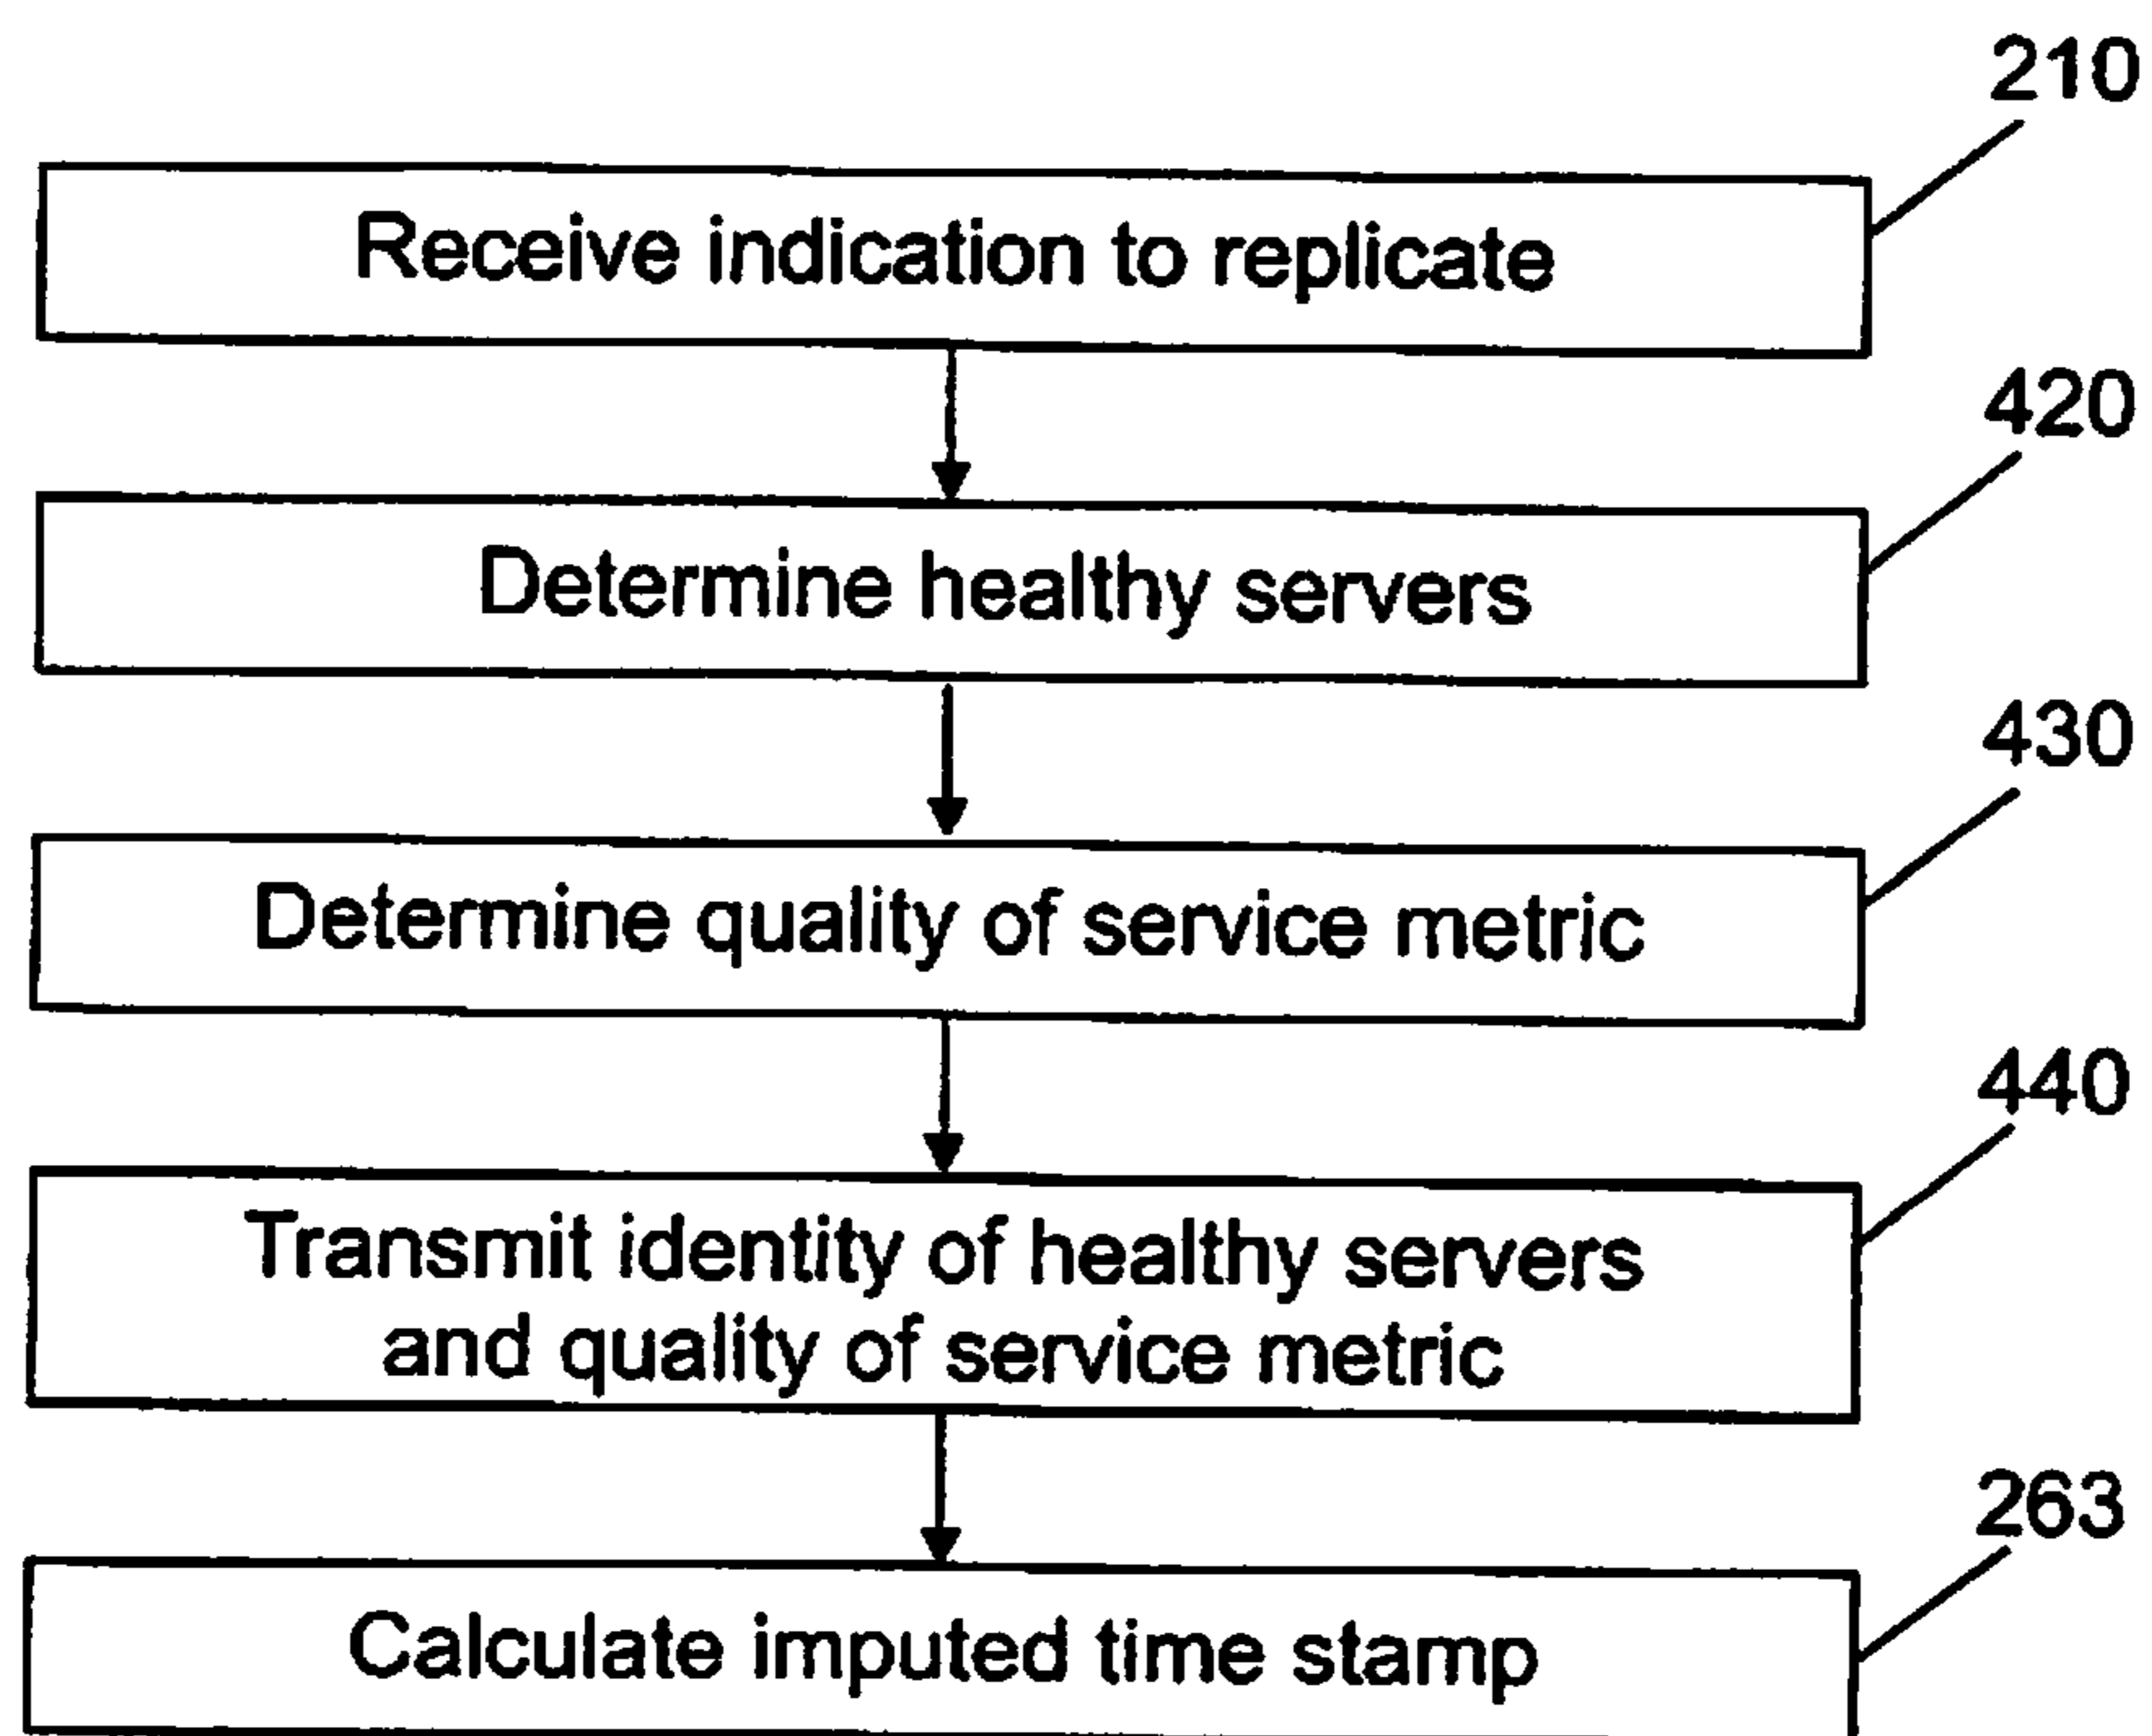 210
Receive indication to replicate
420
Determine healthy servers
430
Determine quality of service metric
440
Transmit identity of healthy servers
and quality of service metric
263
Calculate imputed time stamp